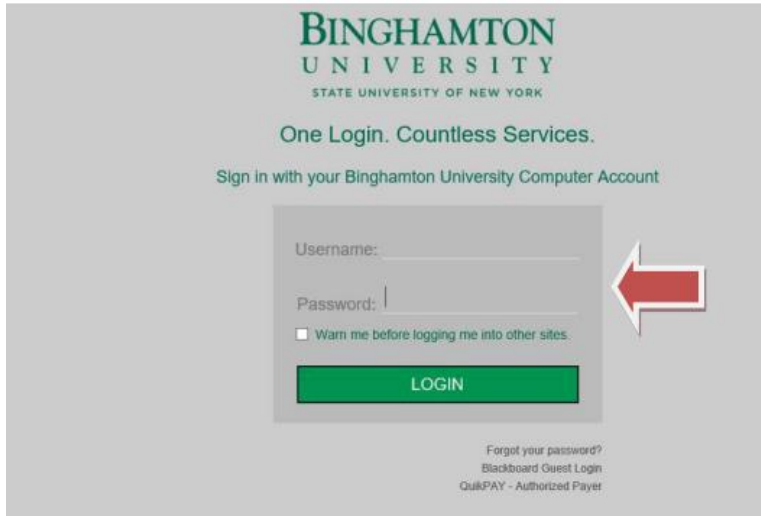 BINGHAMTON
UNIVERSITY
STATE UNIVERSITY OF NEW YORK
One Login. Countless Services.
Sign in with your Binghamton University Computer Account
Username:
Password:
Warn me before logging me into other sites.
LOGIN
Forgot your password?
Blackboard Guest Login
QuikPAY - Authorized Payer